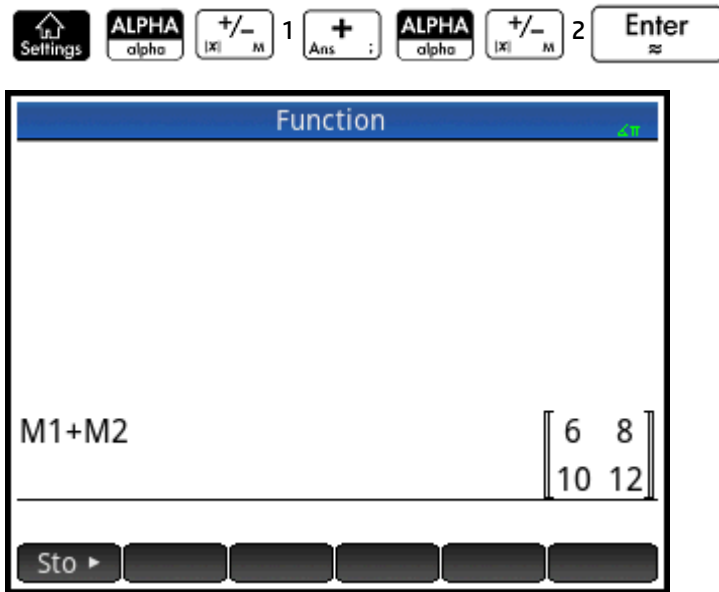 Settings ALPHA alpha +/- |x| M 1 + Ans ; ALPHA alpha +/- |x| M 2 Enter ≈
Function ∡π
M1+M2 [6 8
10 12]
Sto ►